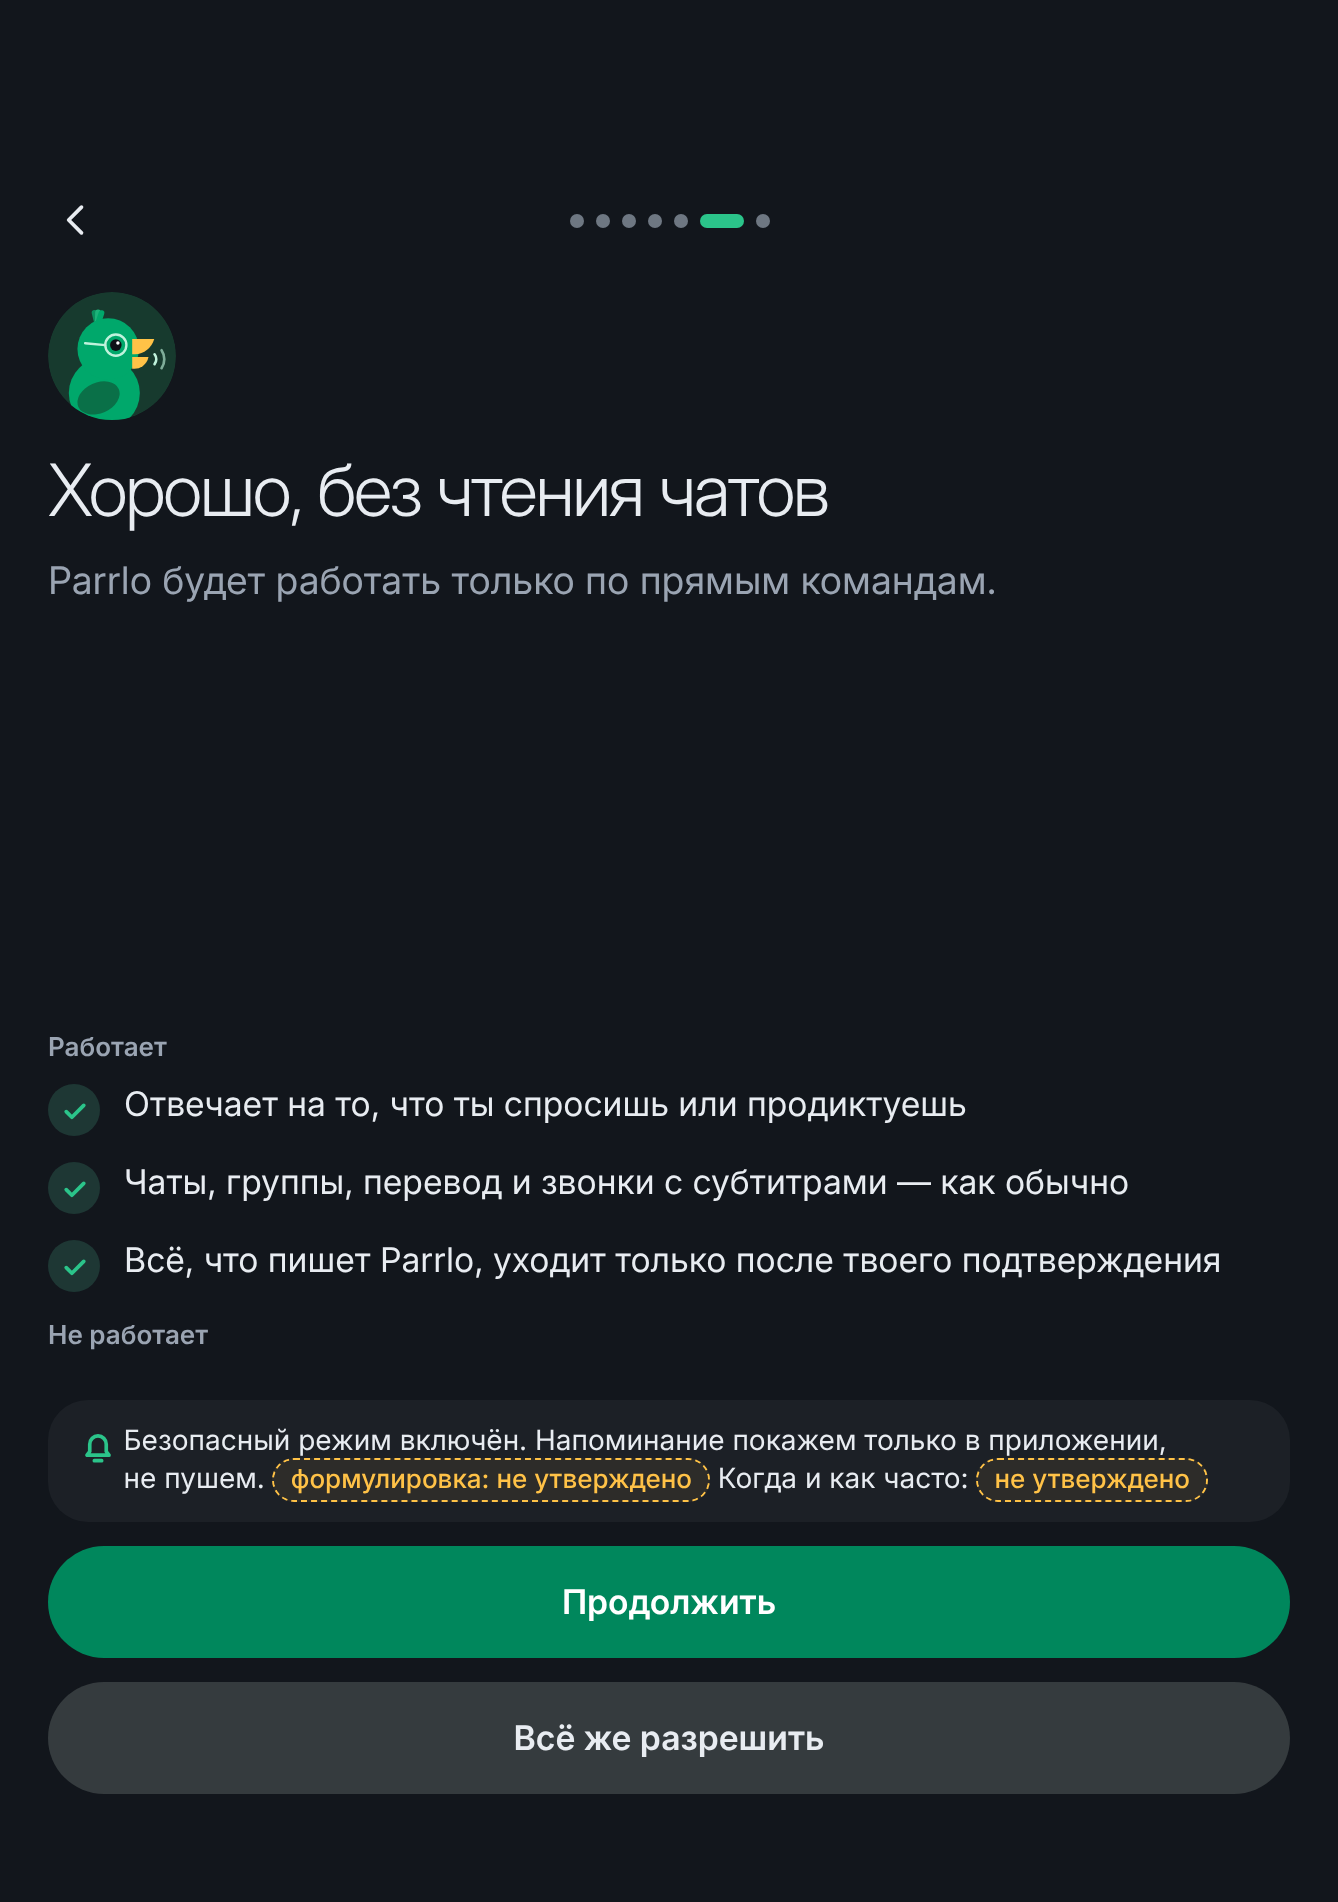 Хорошо, без чтения чатов
Parrlo будет работать только по прямым командам.
Работает
Отвечает на то, что ты спросишь или продиктуешь
Чаты, группы, перевод и звонки с субтитрами — как обычно
Всё, что пишет Parrlo, уходит только после твоего подтверждения
Не работает
Безопасный режим включён. Напоминание покажем только в приложении,
не пушем. формулировка: не утверждено Когда и как часто: не утверждено
Продолжить
Всё же разрешить